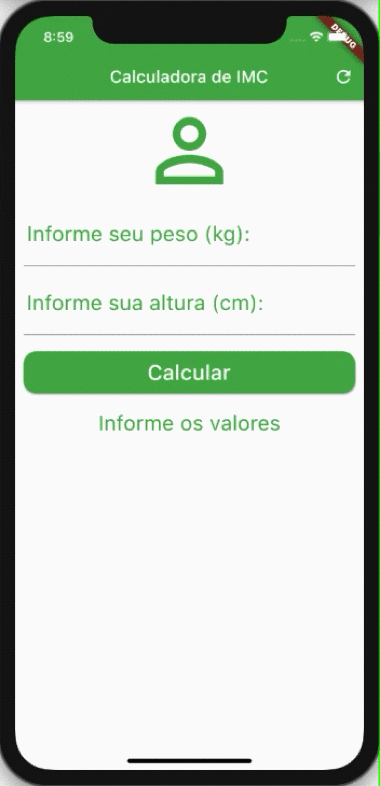 8:59
DEBUG
Calculadora de IMC
Informe seu peso (kg):
Informe sua altura (cm):
Calcular
Informe os valores